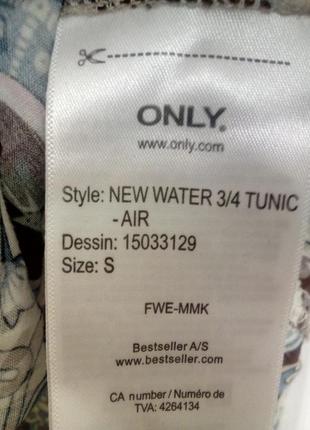 ONLY.
www.only.com
Style: NEW WATER 3/4 TUNIC
-AIR
Dessin: 15033129
Size: S
FWE-MMK
Bestseller A/S
www.bestseller.com
CA number/Numéro de
TVA: 4264134